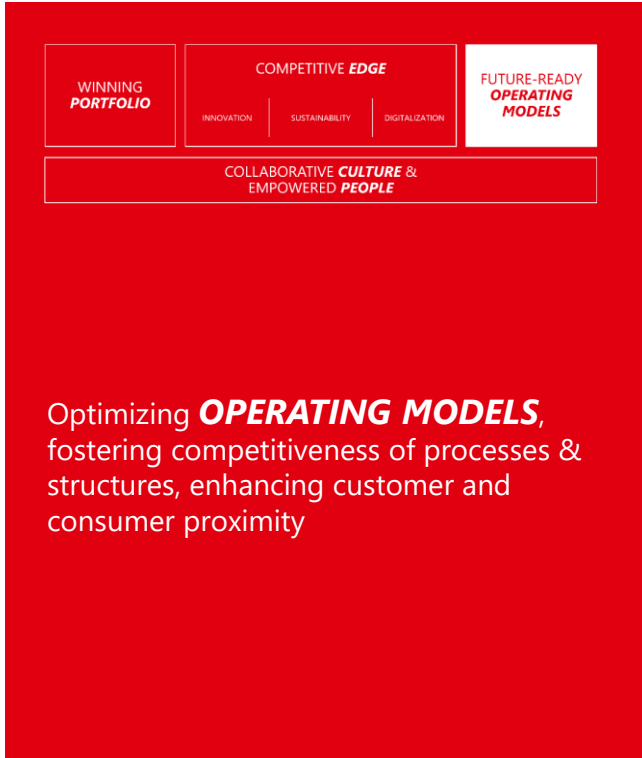 WINNING
PORTFOLIO
COMPETITIVE EDGE
INNOVATION
SUSTAINABILITY
DIGITALIZATION
FUTURE-READY
OPERATING
MODELS
COLLABORATIVE CULTURE &
EMPOWERED PEOPLE
Optimizing OPERATING MODELS,
fostering competitiveness of processes &
structures, enhancing customer and
consumer proximity